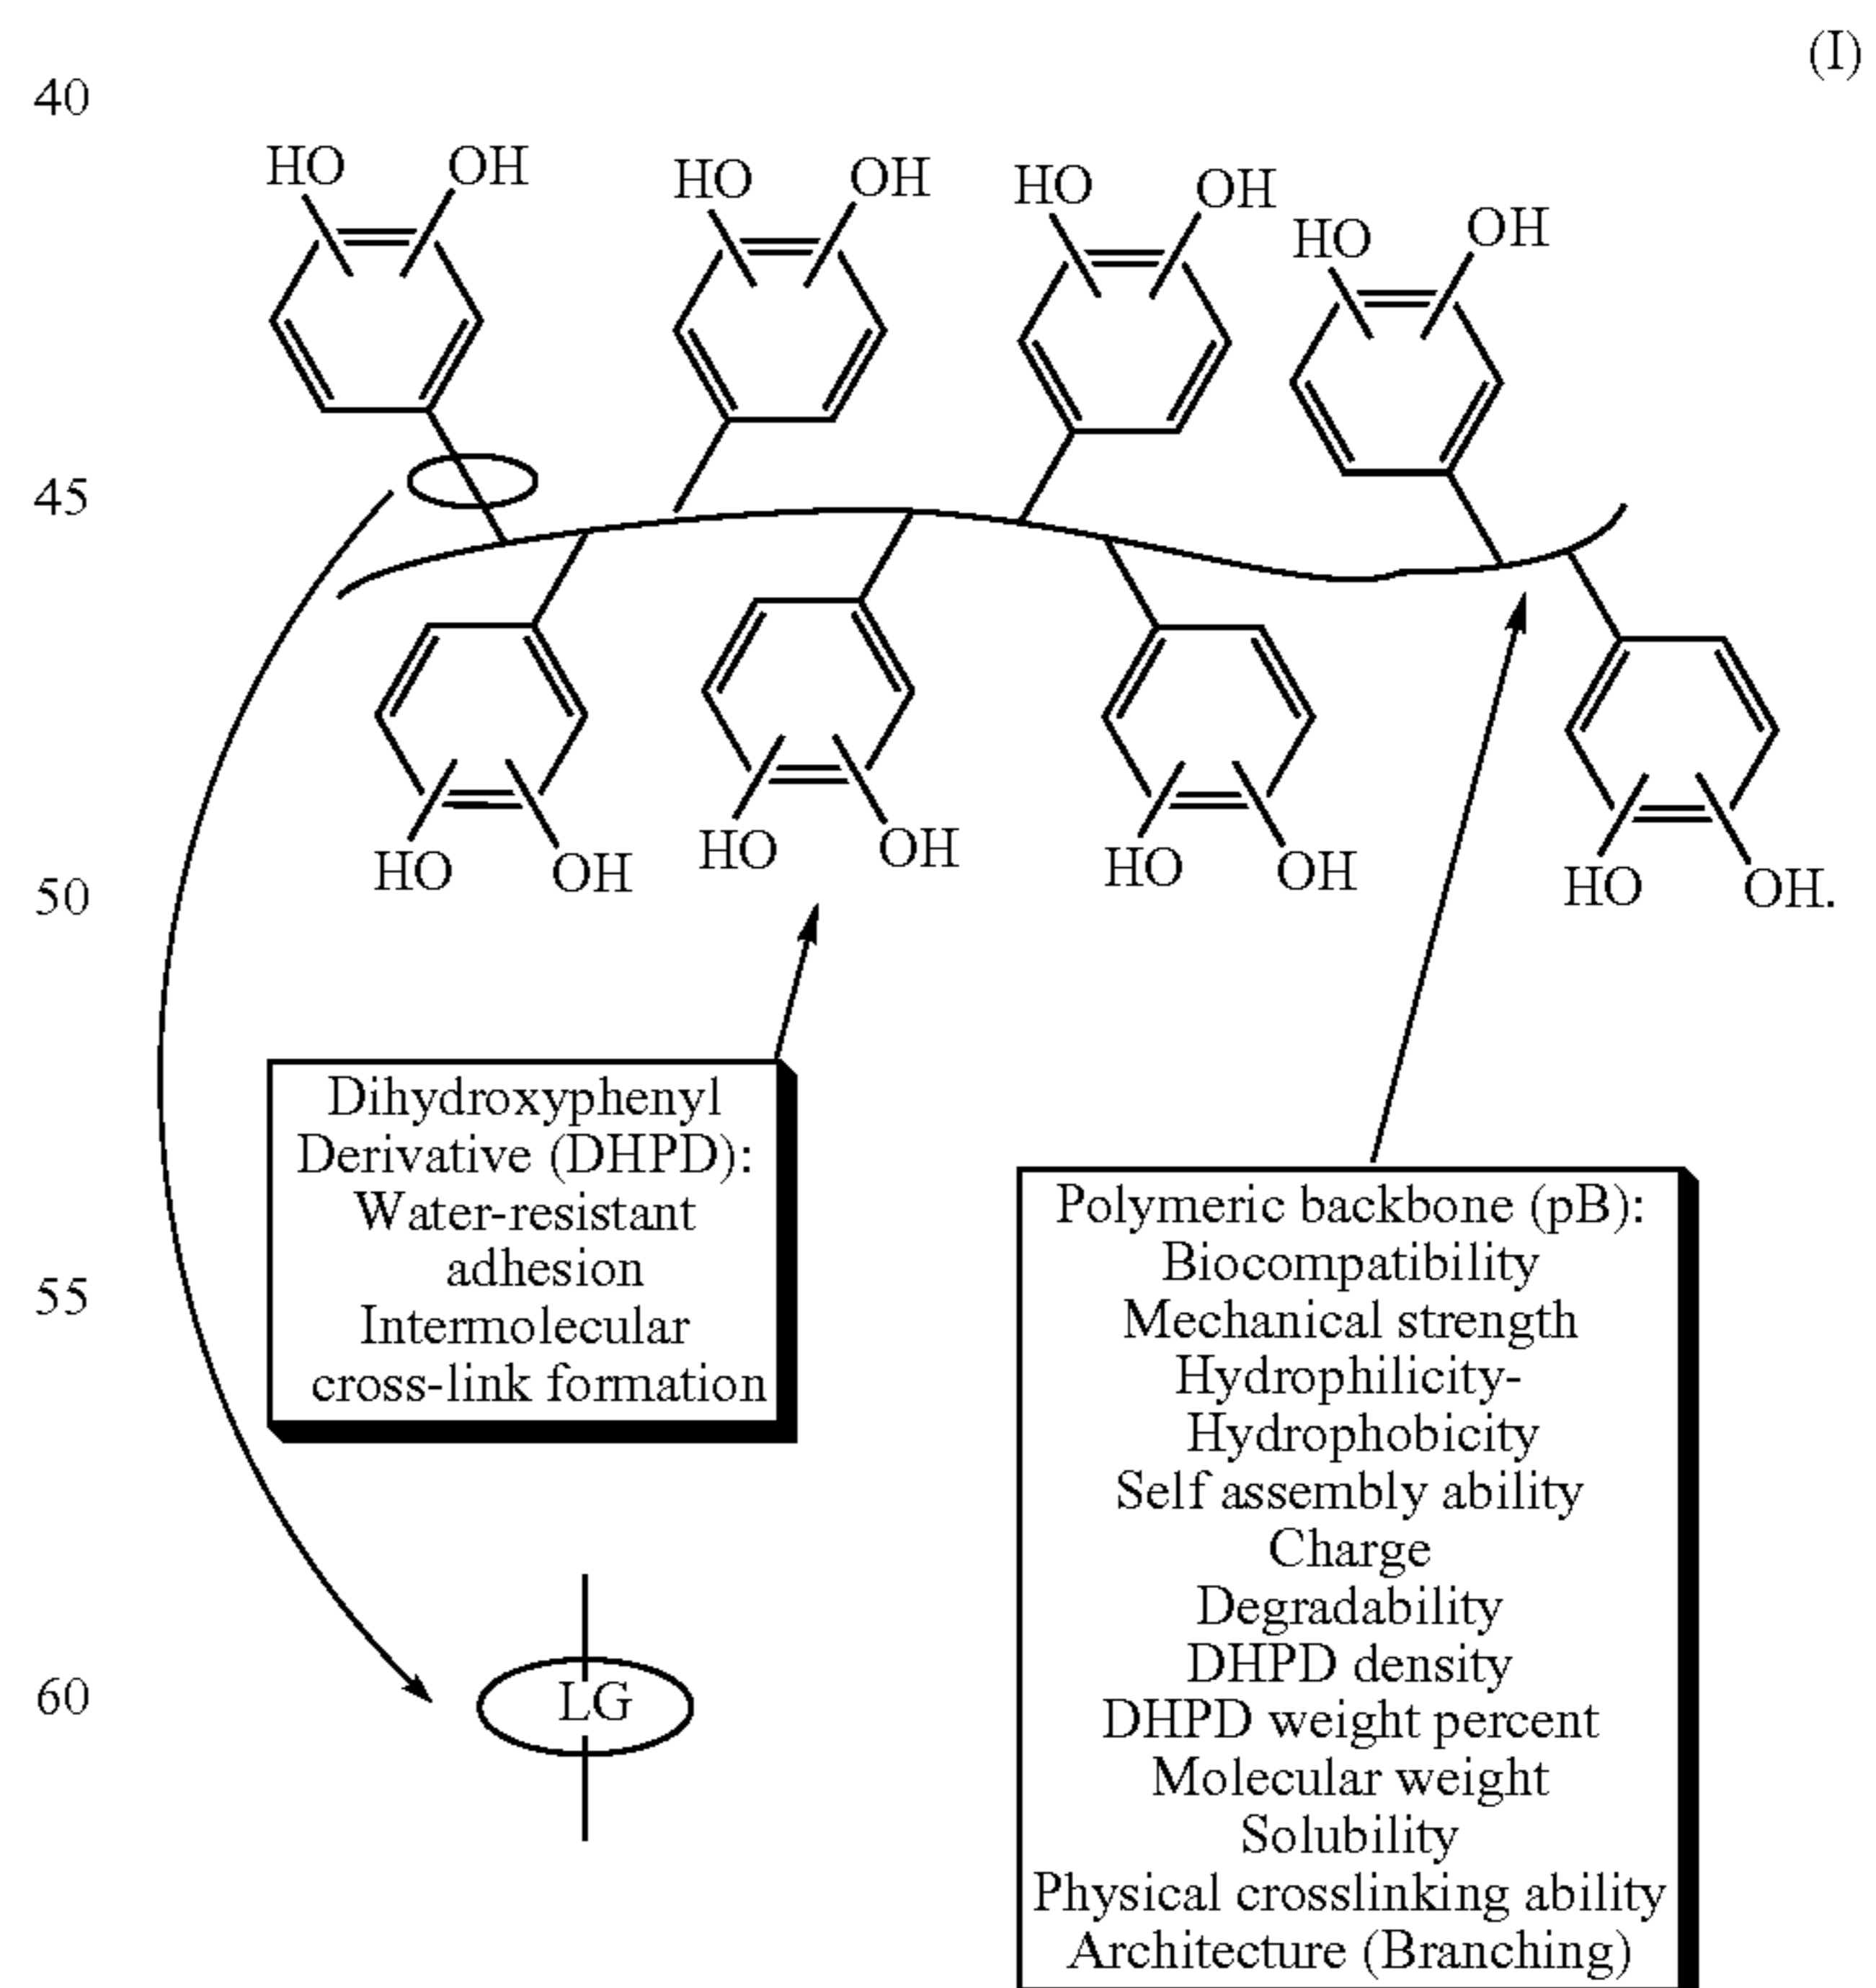 (I)
40
HO OH HO OH HO OH HO OH
45
HO OH HO OH HO OH HO OH.
50
Dihydroxyphenyl
Derivative (DHPD):
Water-resistant
adhesion
Intermolecular
cross-link formation
55
60
LG
Polymeric backbone (pB):
Biocompatibility
Mechanical strength
Hydrophilicity-
Hydrophobicity
Self assembly ability
Charge
Degradability
DHPD density
DHPD weight percent
Molecular weight
Solubility
Physical crosslinking ability
Architecture (Branching)